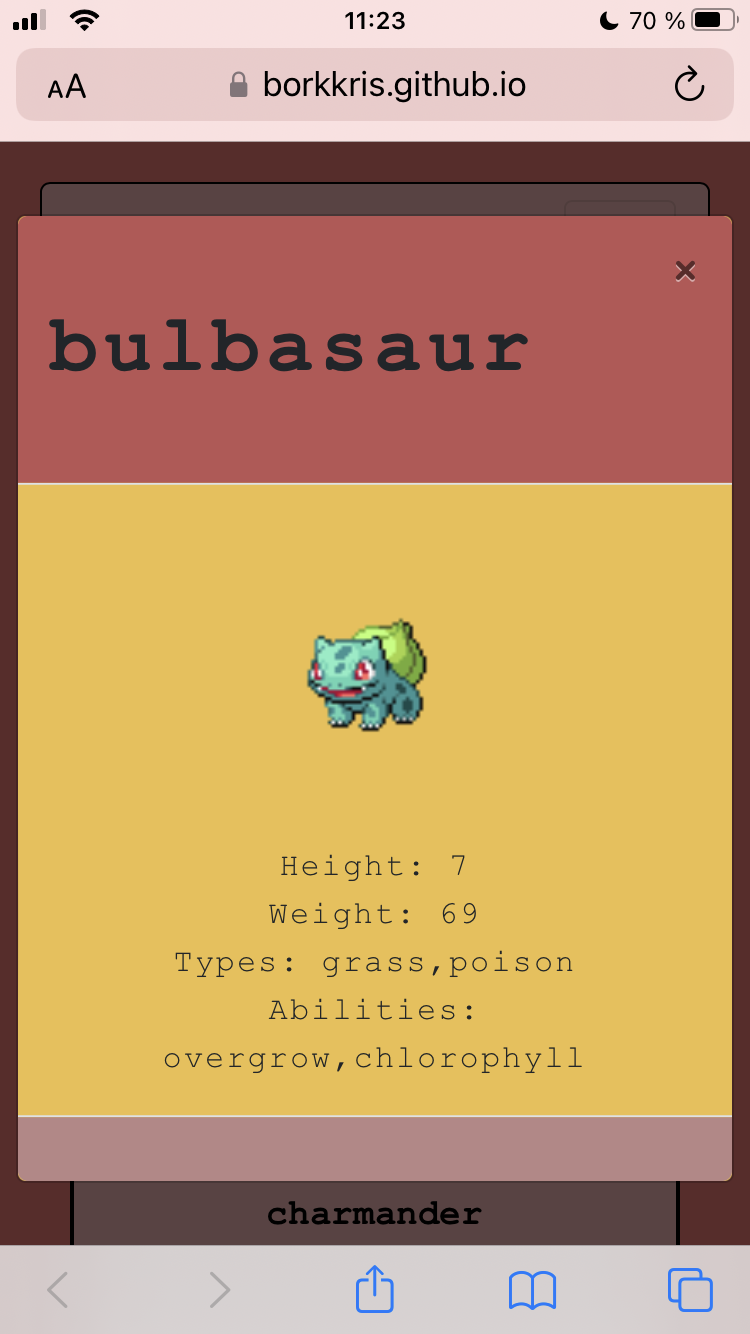 11:23
70 %
AA
borkkris.github.io
bulbasaur
×
Height: 7
Weight: 69
Types: grass,poison
Abilities:
overgrow,chlorophyll
charmander